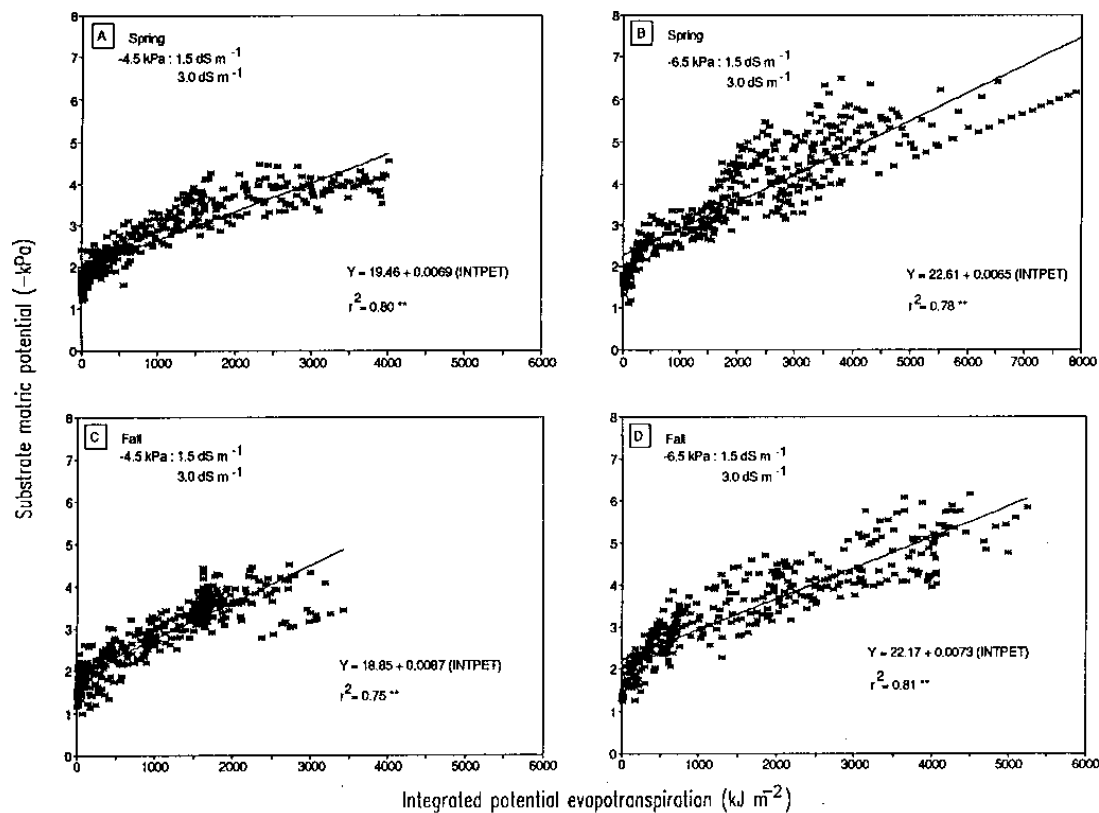 Substrate matric potential (−kPa)
A Spring
-4.5 kPa : 1.5 dS m⁻¹
3.0 dS m⁻¹
8
7
6
5
4
3
2
1
0
Y = 19.46 + 0.0069 (INTPET)
r² = 0.80 **
0 1000 2000 3000 4000 5000 6000
B Spring
-6.5 kPa : 1.5 dS m⁻¹
3.0 dS m⁻¹
8
7
6
5
4
3
2
1
0
Y = 22.61 + 0.0065 (INTPET)
r² = 0.78 **
0 1000 2000 3000 4000 5000 6000 7000 8000
C Fall
-4.5 kPa : 1.5 dS m⁻¹
3.0 dS m⁻¹
8
7
6
5
4
3
2
1
0
Y = 18.85 + 0.0087 (INTPET)
r² = 0.75 **
0 1000 2000 3000 4000 5000 6000
D Fall
-6.5 kPa : 1.5 dS m⁻¹
3.0 dS m⁻¹
8
7
6
5
4
3
2
1
0
Y = 22.17 + 0.0073 (INTPET)
r² = 0.81 **
0 1000 2000 3000 4000 5000 6000
Integrated potential evapotranspiration (kJ m⁻²)